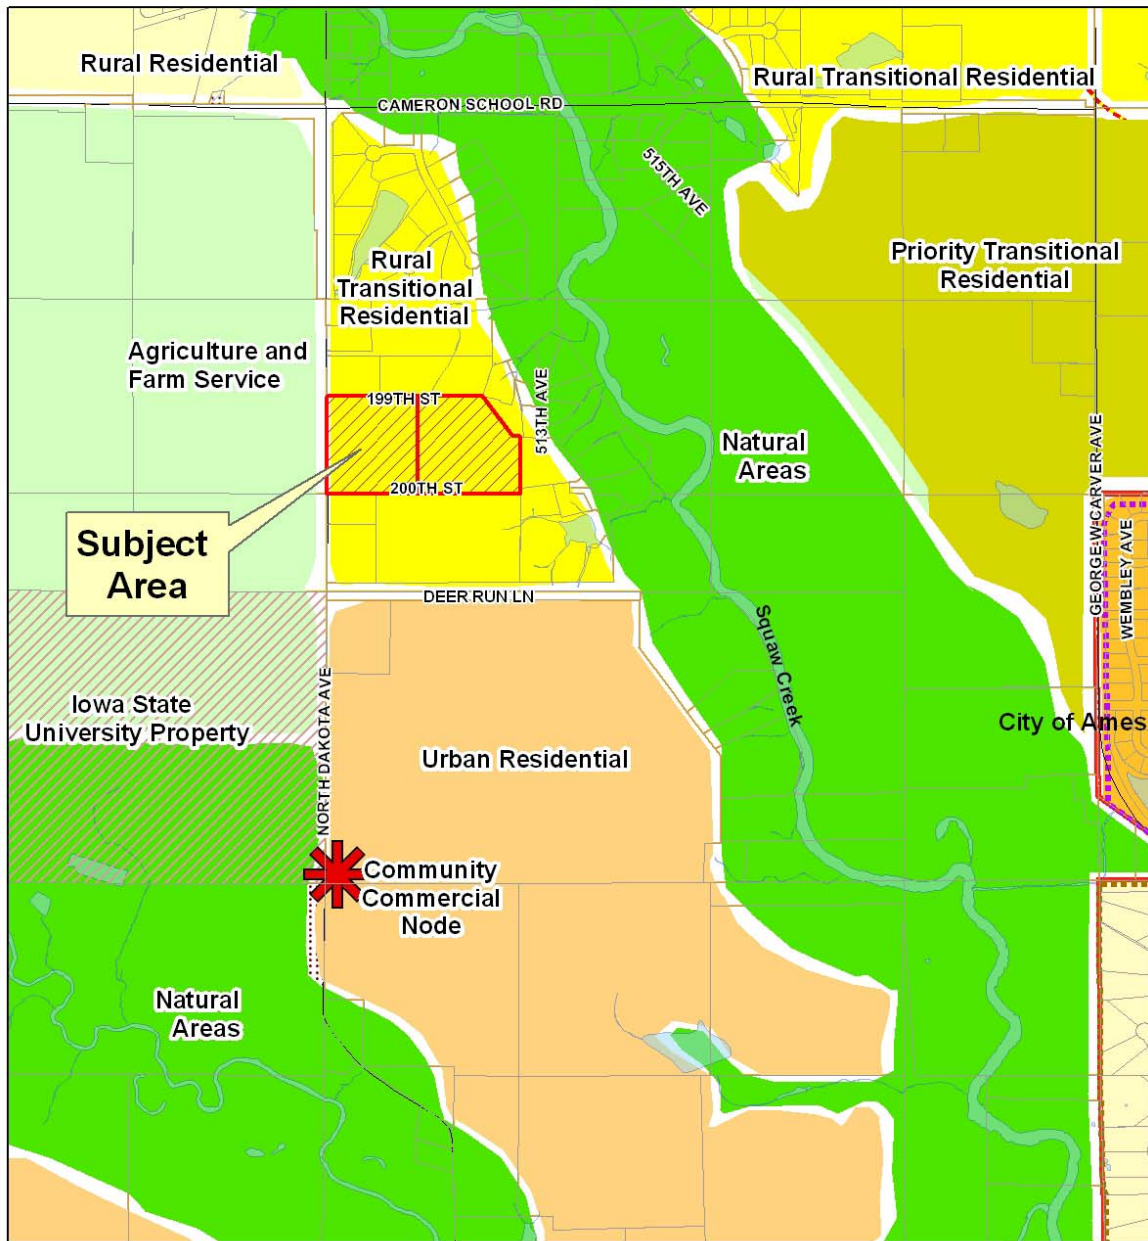 Rural Residential
Rural Transitional Residential
CAMERON SCHOOL RD
515TH AVE
Rural
Transitional
Residential
Priority Transitional
Residential
Agriculture and
Farm Service
199TH ST
513TH AVE
Natural
Areas
200TH ST
GEORGE W CARVER AVE
WEMBLEY AVE
Subject
Area
DEER RUN LN
Squaw Creek
Iowa State
University Property
NORTH DAKOTA AVE
City of Ames
Urban Residential
Community
Commercial
Node
Natural
Areas